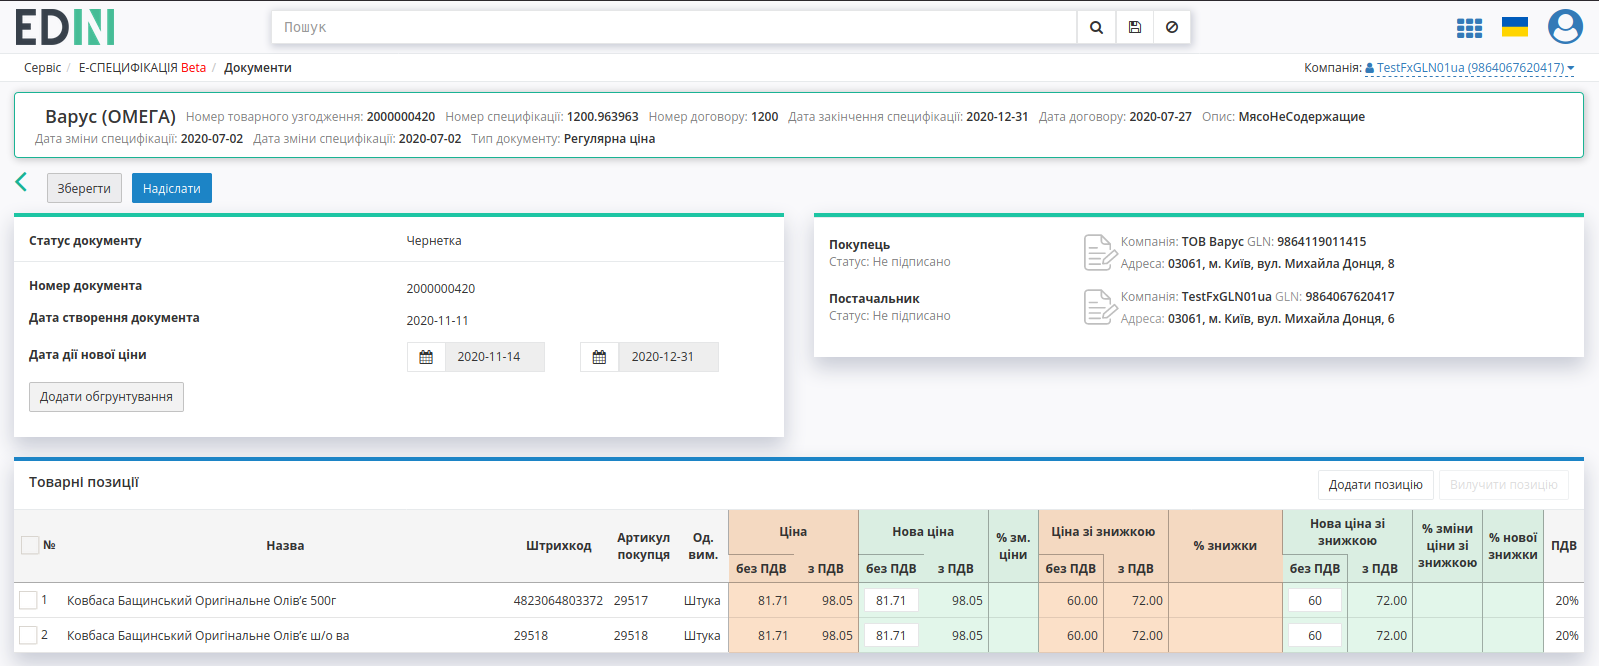 EDIN
Пошук
Сервіс / Е-СПЕЦИФІКАЦІЯ Beta / Документи
Компанія: TestFxGLN01ua (9864067620417)
Варус (ОМЕГА) Номер товарного узгодження: 2000000420 Номер специфікації: 1200.963963 Номер договору: 1200 Дата закінчення специфікації: 2020-12-31 Дата договору: 2020-07-27 Опис: МясоНеСодержащие
Дата зміни специфікації: 2020-07-02 Дата зміни специфікації: 2020-07-02 Тип документу: Регулярна ціна
Зберегти Надіслати
Статус документу Чернетка
Номер документа 2000000420
Дата створення документа 2020-11-11
Дата дії нової ціни 2020-11-14 2020-12-31
Додати обгрунтування
Покупець Компанія: ТОВ Варус GLN: 9864119011415
Статус: Не підписано Адреса: 03061, м. Київ, вул. Михайла Донця, 8
Постачальник Компанія: TestFxGLN01ua GLN: 9864067620417
Статус: Не підписано Адреса: 03061, м. Київ, вул. Михайла Донця, 6
Товарні позиції Додати позицію Вилучити позицію
№ Назва Штрихкод Артикул покупця Од. вим. Ціна Нова ціна % зм. ціни Ціна зі знижкою % знижки Нова ціна зі знижкою % зміни ціни зі знижкою % нової знижки ПДВ
без ПДВ з ПДВ без ПДВ з ПДВ без ПДВ з ПДВ без ПДВ з ПДВ
1 Ковбаса Бащинський Оригінальне Олів’є 500г 4823064803372 29517 Штука 81.71 98.05 81.71 98.05 60.00 72.00 60 72.00 20%
2 Ковбаса Бащинський Оригінальне Олів’є ш/о ва 29518 29518 Штука 81.71 98.05 81.71 98.05 60.00 72.00 60 72.00 20%